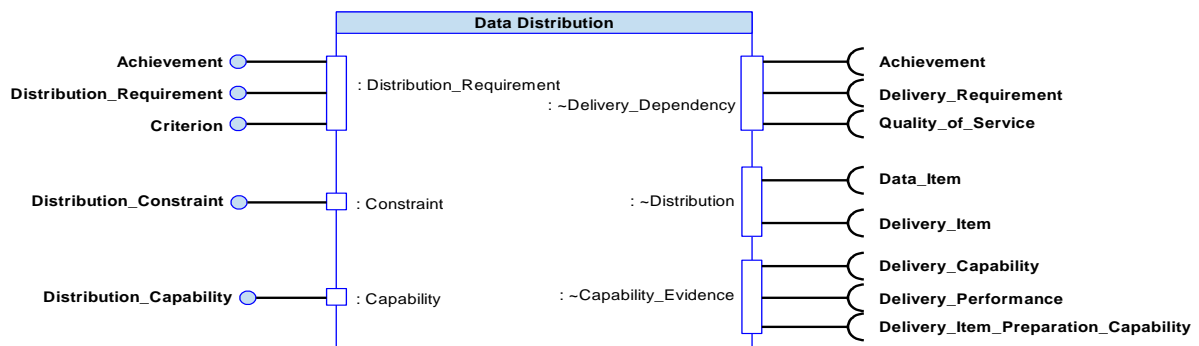 Data Distribution
Achievement
Distribution_Requirement
Criterion
: Distribution_Requirement
: ~Delivery_Dependency
Achievement
Delivery_Requirement
Quality_of_Service
Distribution_Constraint
: Constraint
: ~Distribution
Data_Item
Delivery_Item
Distribution_Capability
: Capability
: ~Capability_Evidence
Delivery_Capability
Delivery_Performance
Delivery_Item_Preparation_Capability